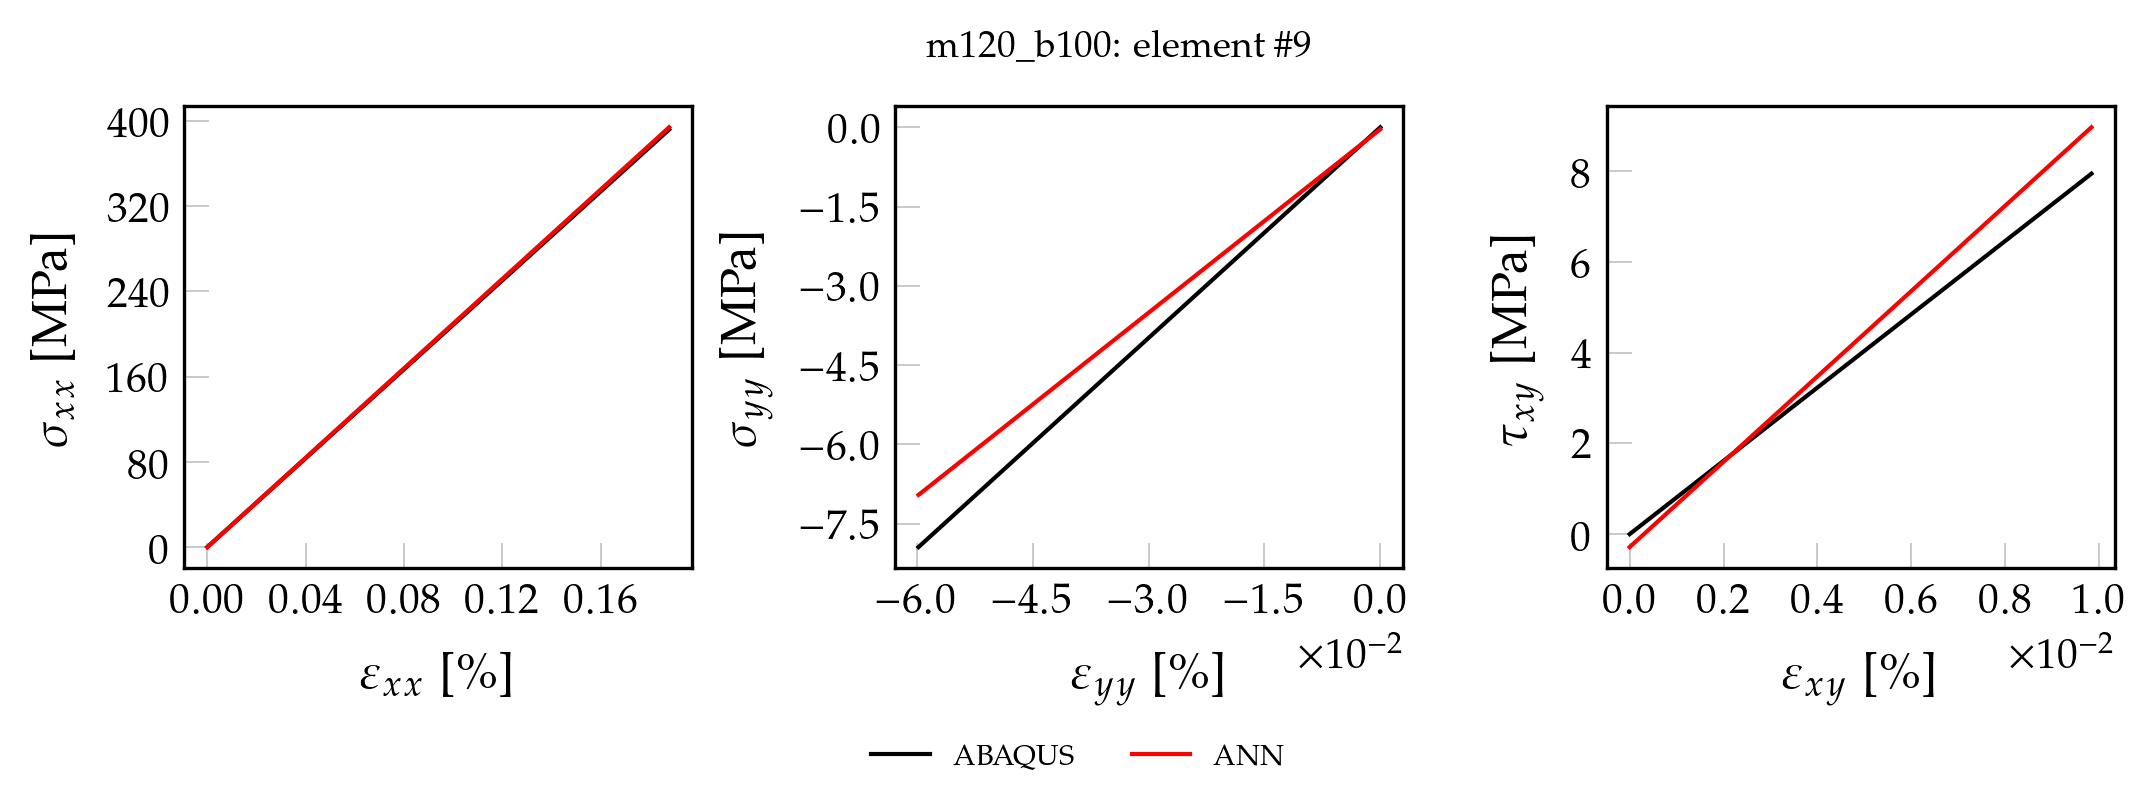 m120_b100: element #9
400
320
240
160
80
0
σxx [MPa]
0.00 0.04 0.08 0.12 0.16
εxx [%]
0.0
−1.5
−3.0
−4.5
−6.0
−7.5
σyy [MPa]
−6.0 −4.5 −3.0 −1.5 0.0
×10−2
εyy [%]
8
6
4
2
0
τxy [MPa]
0.0 0.2 0.4 0.6 0.8 1.0
×10−2
εxy [%]
ABAQUS ANN